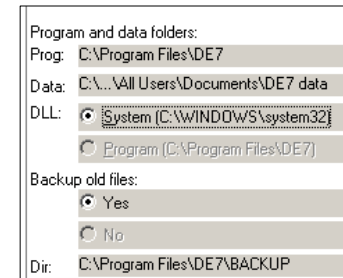 Program and data folders:
Prog: C:\Program Files\DE7
Data: C:\...\All Users\Documents\DE7 data
DLL: System (C:\WINDOWS\system32)
Program (C:\Program Files\DE7)
Backup old files:
Yes
No
Dir: C:\Program Files\DE7\BACKUP